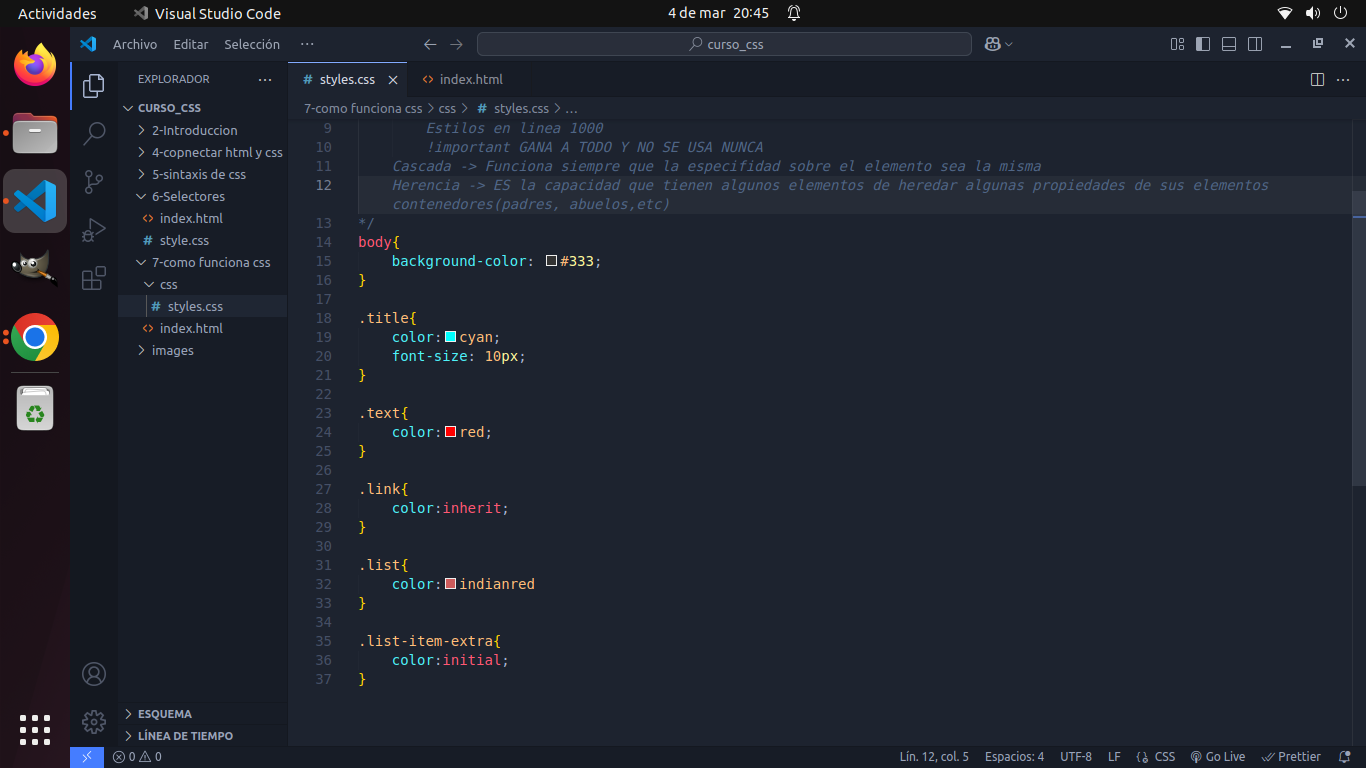 Actividades
Visual Studio Code
4 de mar 20:45
Archivo Editar Selección ···
curso_css
EXPLORADOR ···
CURSO_CSS
2-Introduccion
4-copnectar html y css
5-sintaxis de css
6-Selectores
<> index.html
# style.css
7-como funciona css
css
# styles.css
<> index.html
images
ESQUEMA
LÍNEA DE TIEMPO
# styles.css
<> index.html
7-como funciona css > css > # styles.css > ...
9 Estilos en linea 1000
10 !important GANA A TODO Y NO SE USA NUNCA
11 Cascada -> Funciona siempre que la especifidad sobre el elemento sea la misma
12 Herencia -> ES la capacidad que tienen algunos elementos de heredar algunas propiedades de sus elementos
contenedores(padres, abuelos,etc)
13 */
14 body{
15 background-color: #333;
16 }
17
18 .title{
19 color:cyan;
20 font-size: 10px;
21 }
22
23 .text{
24 color:red;
25 }
26
27 .link{
28 color:inherit;
29 }
30
31 .list{
32 color:indianred
33 }
34
35 .list-item-extra{
36 color:initial;
37 }
0 0
Lín. 12, col. 5 Espacios: 4 UTF-8 LF {} CSS Go Live Prettier